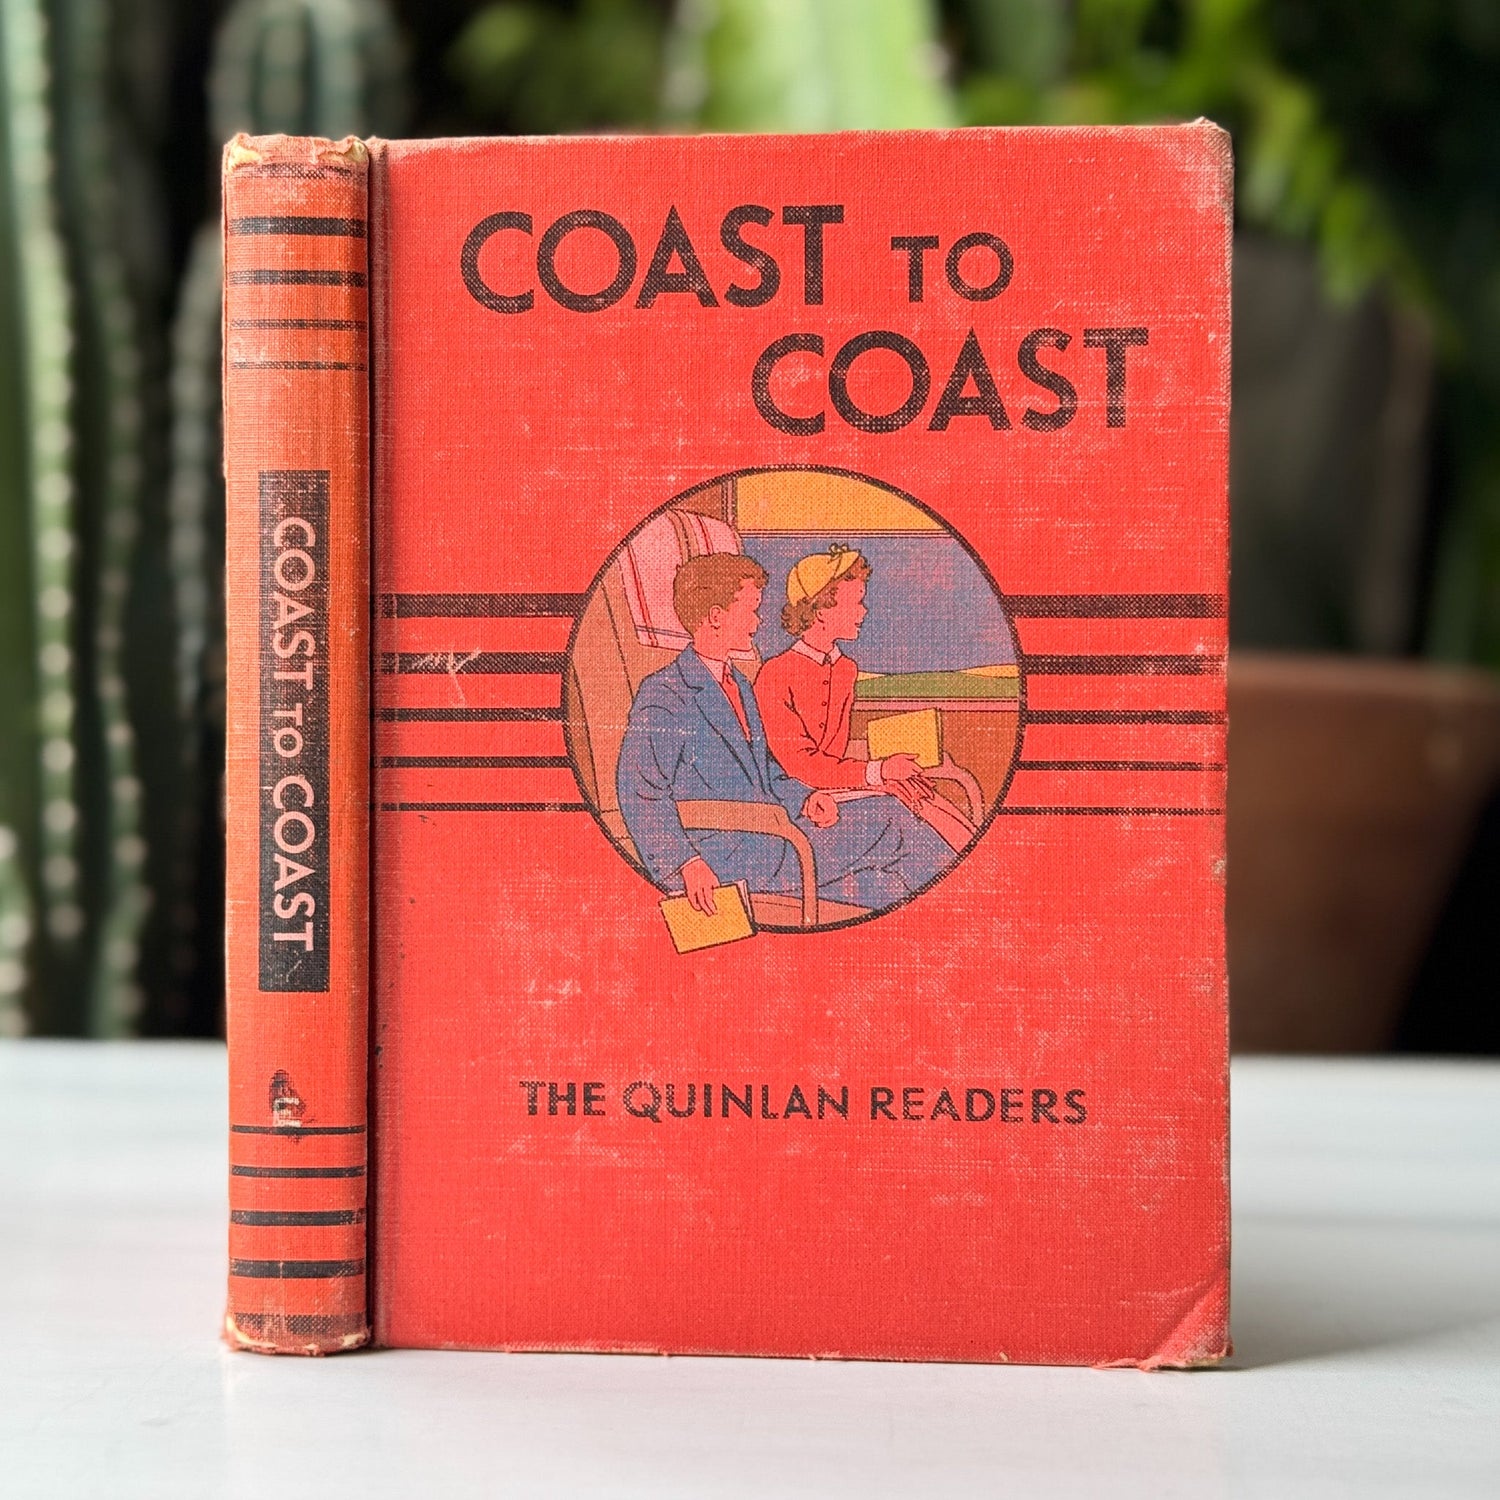 COAST TO COAST
COAST TO
COAST
THE QUINLAN READERS